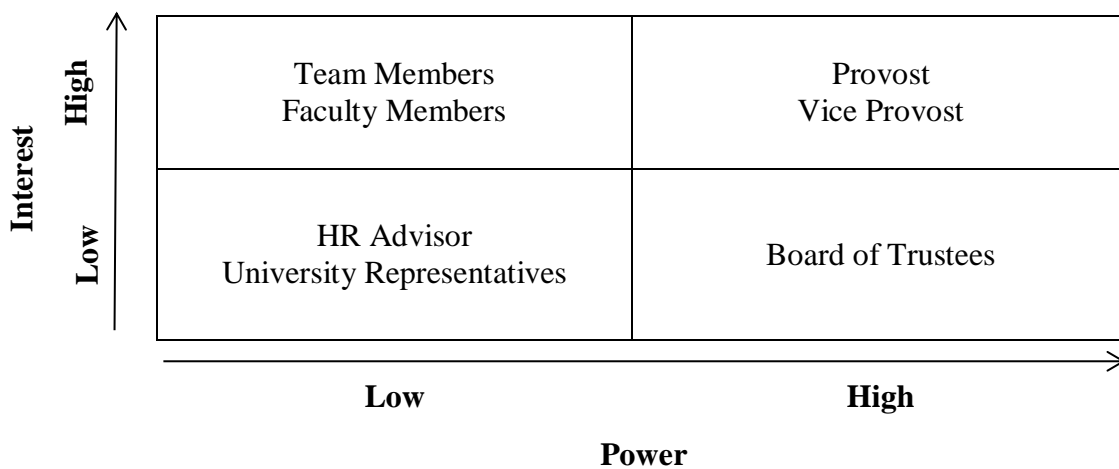 Interest
High
Team Members
Faculty Members
Provost
Vice Provost
Low
HR Advisor
University Representatives
Board of Trustees
Low
High
Power